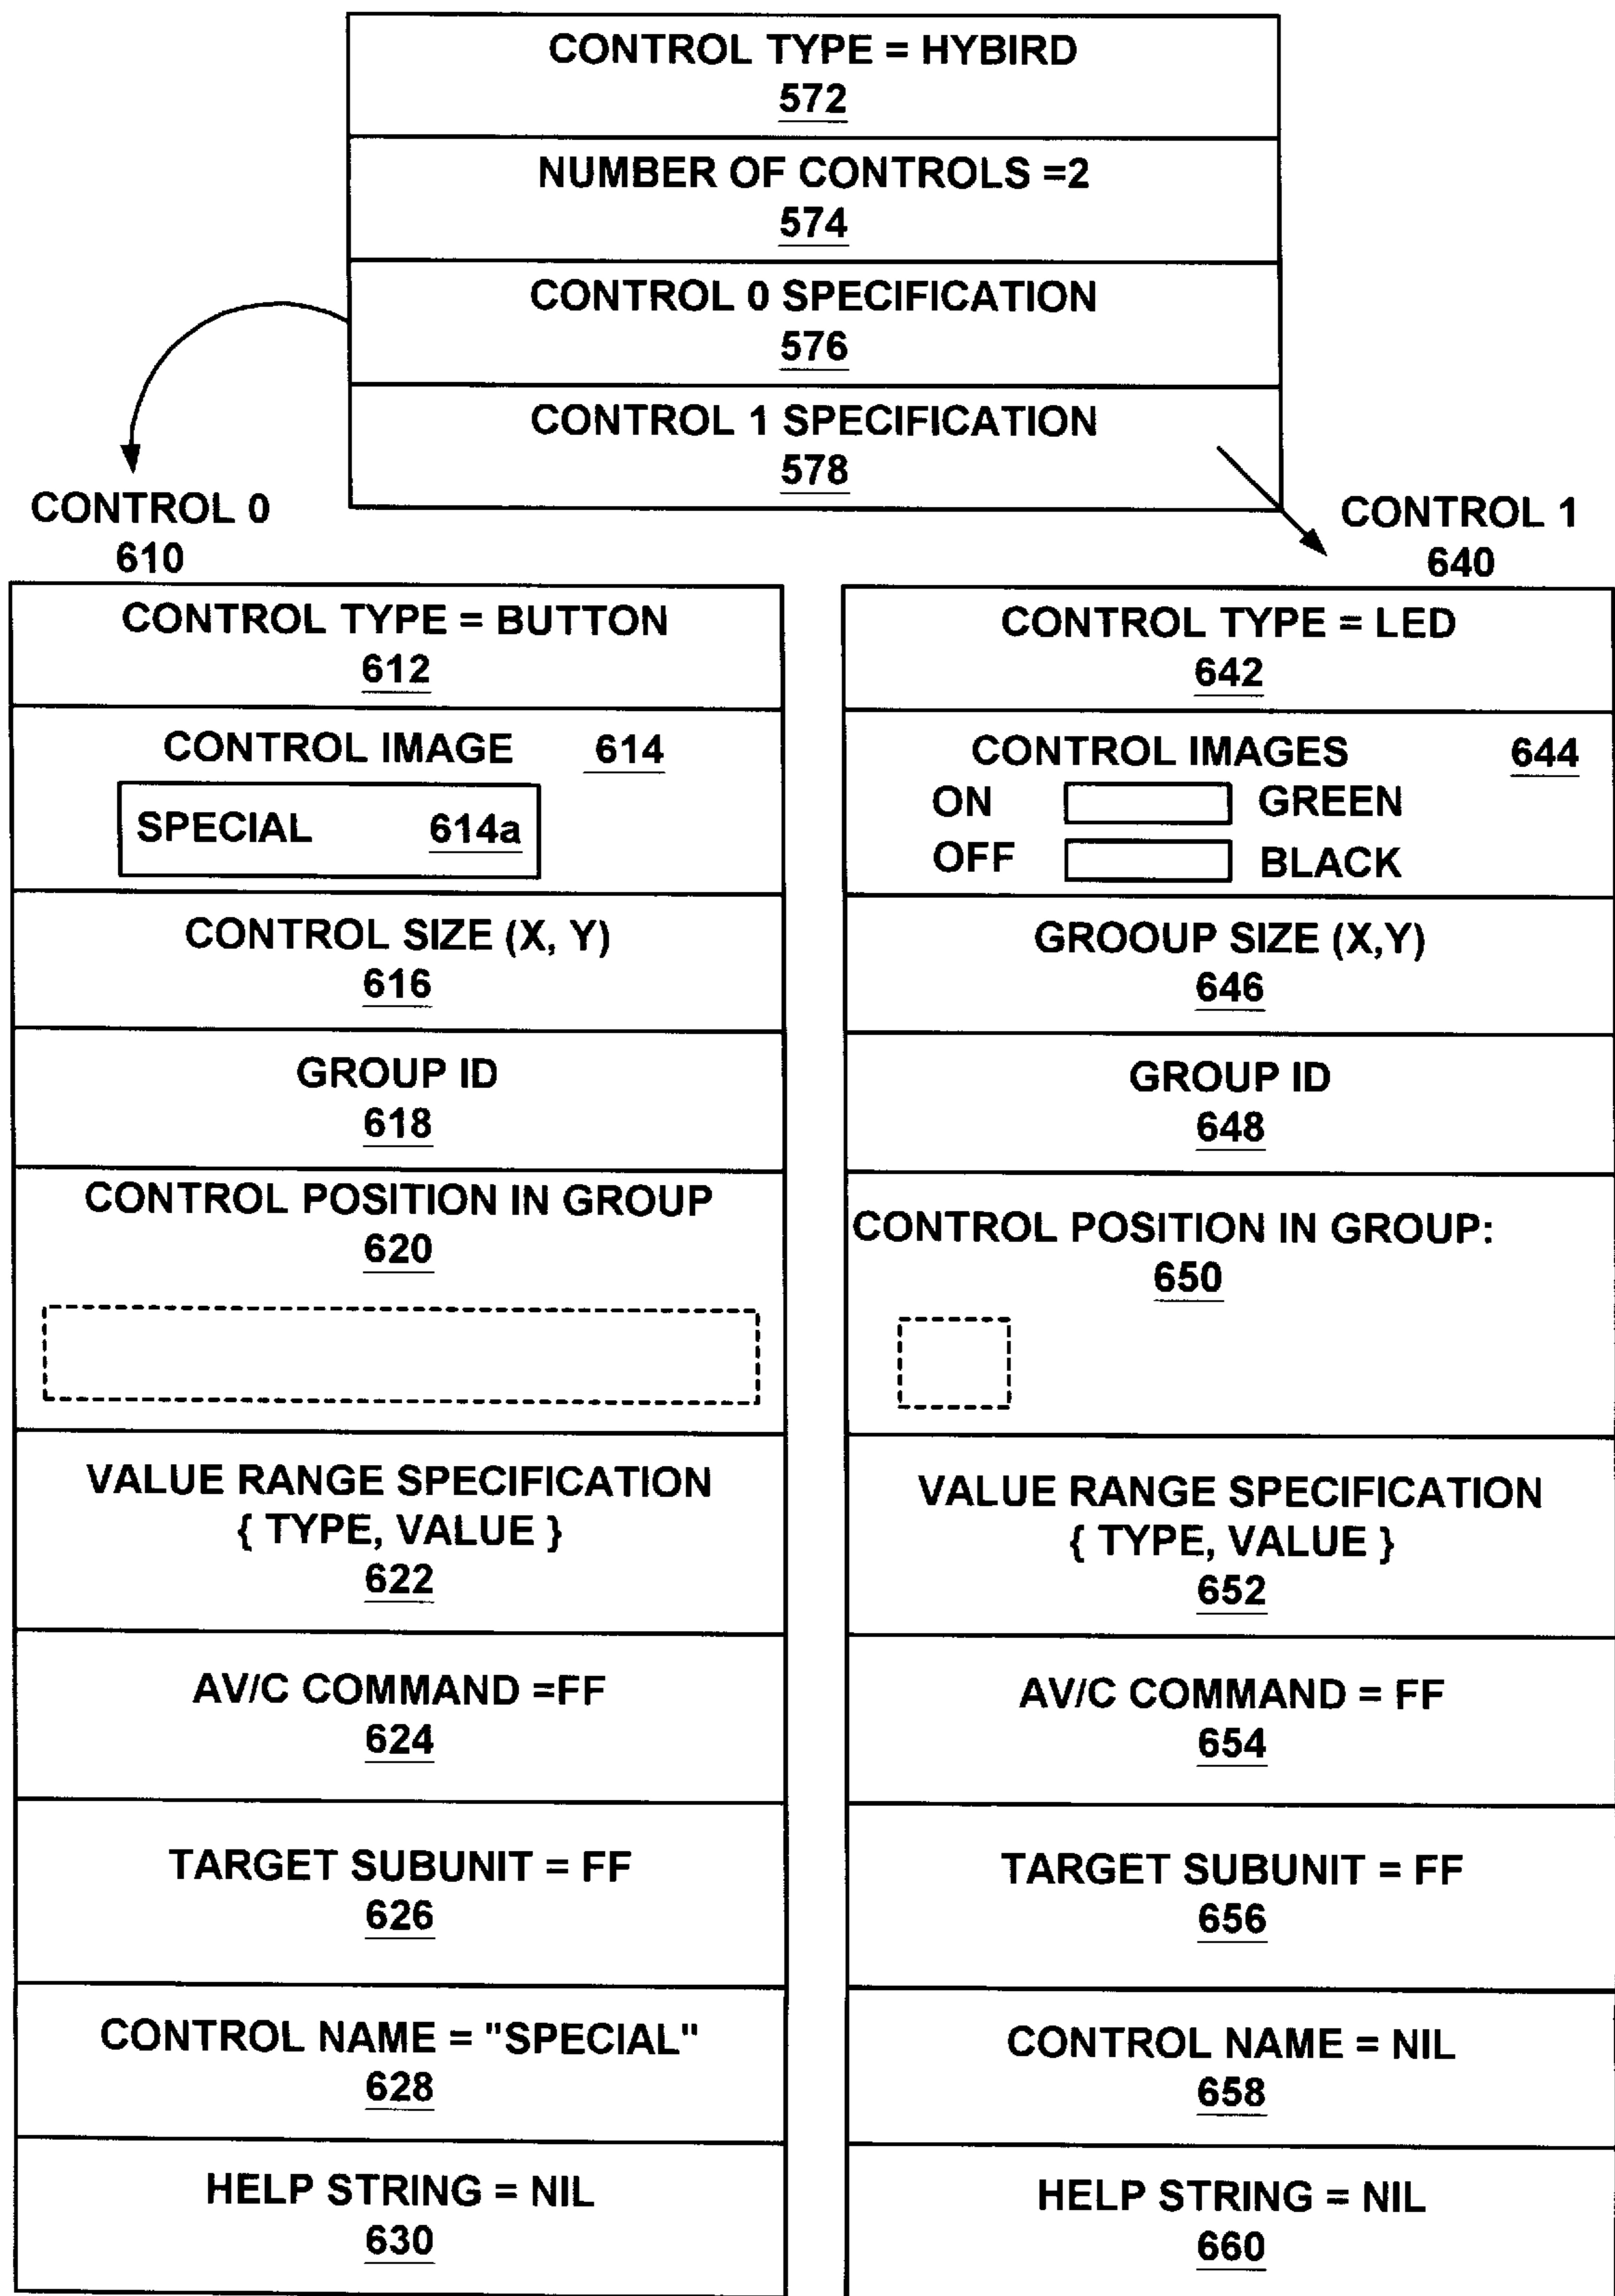 CONTROL TYPE = HYBIRD
572
NUMBER OF CONTROLS =2
574
CONTROL 0 SPECIFICATION
576
CONTROL 1 SPECIFICATION
578
CONTROL 0
610
CONTROL TYPE = BUTTON
612
CONTROL IMAGE 614
SPECIAL 614a
CONTROL SIZE (X, Y)
616
GROUP ID
618
CONTROL POSITION IN GROUP
620
VALUE RANGE SPECIFICATION
{ TYPE, VALUE }
622
AV/C COMMAND =FF
624
TARGET SUBUNIT = FF
626
CONTROL NAME = "SPECIAL"
628
HELP STRING = NIL
630
CONTROL 1
640
CONTROL TYPE = LED
642
CONTROL IMAGES 644
ON GREEN
OFF BLACK
GROOUP SIZE (X,Y)
646
GROUP ID
648
CONTROL POSITION IN GROUP:
650
VALUE RANGE SPECIFICATION
{ TYPE, VALUE }
652
AV/C COMMAND = FF
654
TARGET SUBUNIT = FF
656
CONTROL NAME = NIL
658
HELP STRING = NIL
660